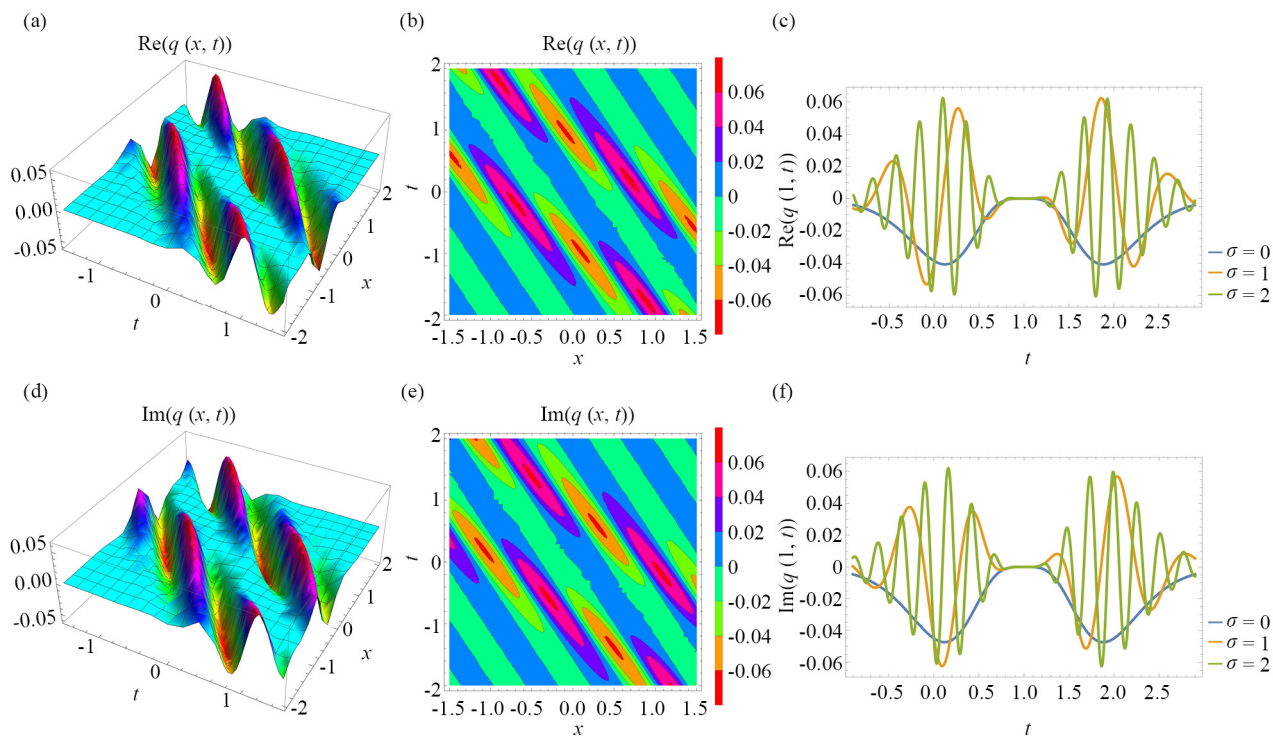 (a)
Re(q (x, t))
0.05
0.00
-0.05
-1
0
1
t
-2
-1
0
1
2
x
(b)
Re(q (x, t))
2
1
0
-1
-2
t
-1.5 -1.0 -0.5 0.0 0.5 1.0 1.5
x
0.06
0.04
0.02
0
-0.02
-0.04
-0.06
(c)
0.06
0.04
0.02
0
-0.02
-0.04
-0.06
Re(q (1, t))
-0.5 0.0 0.5 1.0 1.5 2.0 2.5
t
σ = 0
σ = 1
σ = 2
(d)
Im(q (x, t))
0.05
0.00
-0.05
-1
0
1
t
-2
-1
0
1
2
x
(e)
Im(q (x, t))
2
1
0
-1
-2
t
-1.5 -1.0 -0.5 0.0 0.5 1.0 1.5
x
0.06
0.04
0.02
0
-0.02
-0.04
-0.06
(f)
0.06
0.04
0.02
0
-0.02
-0.04
-0.06
Im(q (1, t))
-0.5 0.0 0.5 1.0 1.5 2.0 2.5
t
σ = 0
σ = 1
σ = 2